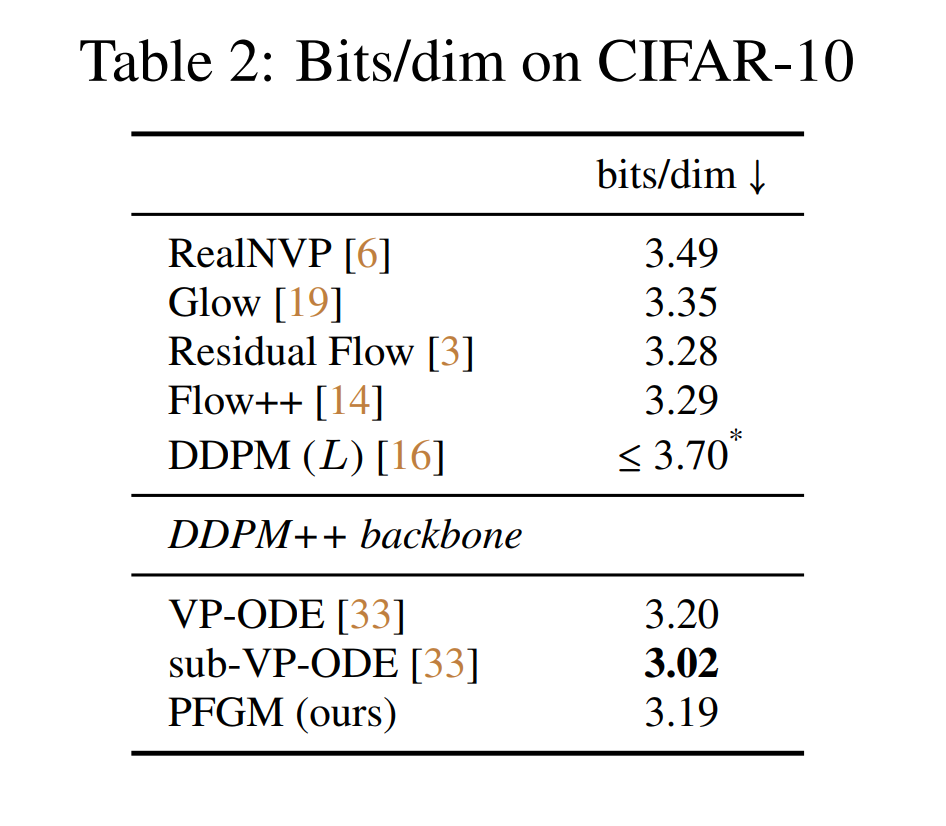 Table 2: Bits/dim on CIFAR-10
bits/dim ↓
RealNVP [6] 3.49
Glow [19] 3.35
Residual Flow [3] 3.28
Flow++ [14] 3.29
DDPM (L) [16] ≤ 3.70*
DDPM++ backbone
VP-ODE [33] 3.20
sub-VP-ODE [33] 3.02
PFGM (ours) 3.19